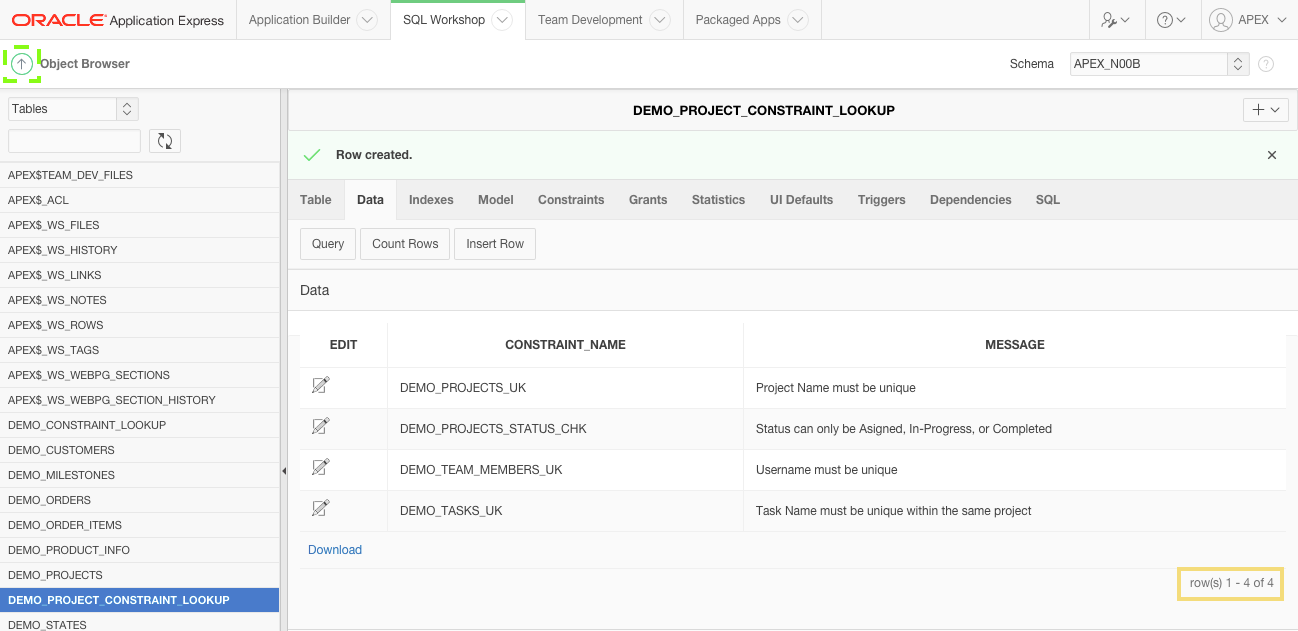 ORACLE® Application Express Application Builder SQL Workshop Team Development Packaged Apps APEX
Object Browser Schema APEX_N00B
Tables
DEMO_PROJECT_CONSTRAINT_LOOKUP
Row created.
APEX$TEAM_DEV_FILES
APEX$_ACL
APEX$_WS_FILES
APEX$_WS_HISTORY
APEX$_WS_LINKS
APEX$_WS_NOTES
APEX$_WS_ROWS
APEX$_WS_TAGS
APEX$_WS_WEBPG_SECTIONS
APEX$_WS_WEBPG_SECTION_HISTORY
DEMO_CONSTRAINT_LOOKUP
DEMO_CUSTOMERS
DEMO_MILESTONES
DEMO_ORDERS
DEMO_ORDER_ITEMS
DEMO_PRODUCT_INFO
DEMO_PROJECTS
DEMO_PROJECT_CONSTRAINT_LOOKUP
DEMO_STATES
Table Data Indexes Model Constraints Grants Statistics UI Defaults Triggers Dependencies SQL
Query Count Rows Insert Row
Data
EDIT CONSTRAINT_NAME MESSAGE
DEMO_PROJECTS_UK Project Name must be unique
DEMO_PROJECTS_STATUS_CHK Status can only be Asigned, In-Progress, or Completed
DEMO_TEAM_MEMBERS_UK Username must be unique
DEMO_TASKS_UK Task Name must be unique within the same project
Download
row(s) 1 - 4 of 4